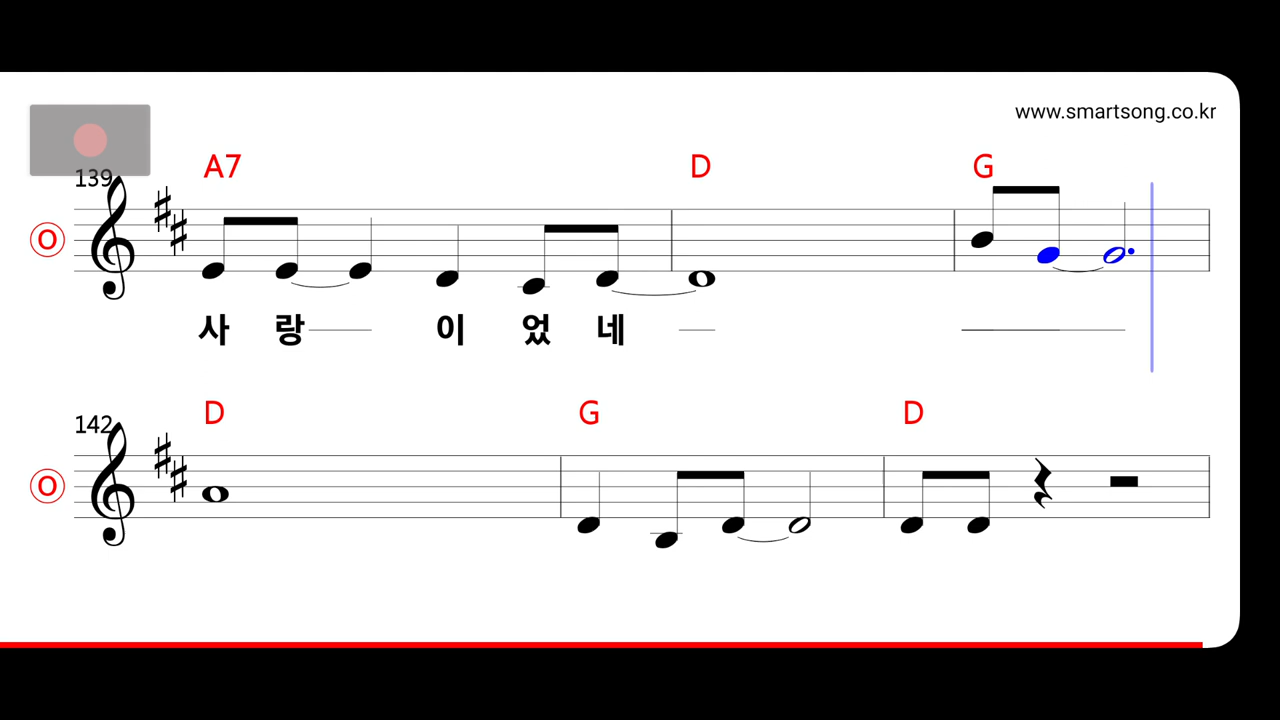 www.smartsong.co.kr
A7 D G
139
O
사 랑 이 었 네
D G D
142
O